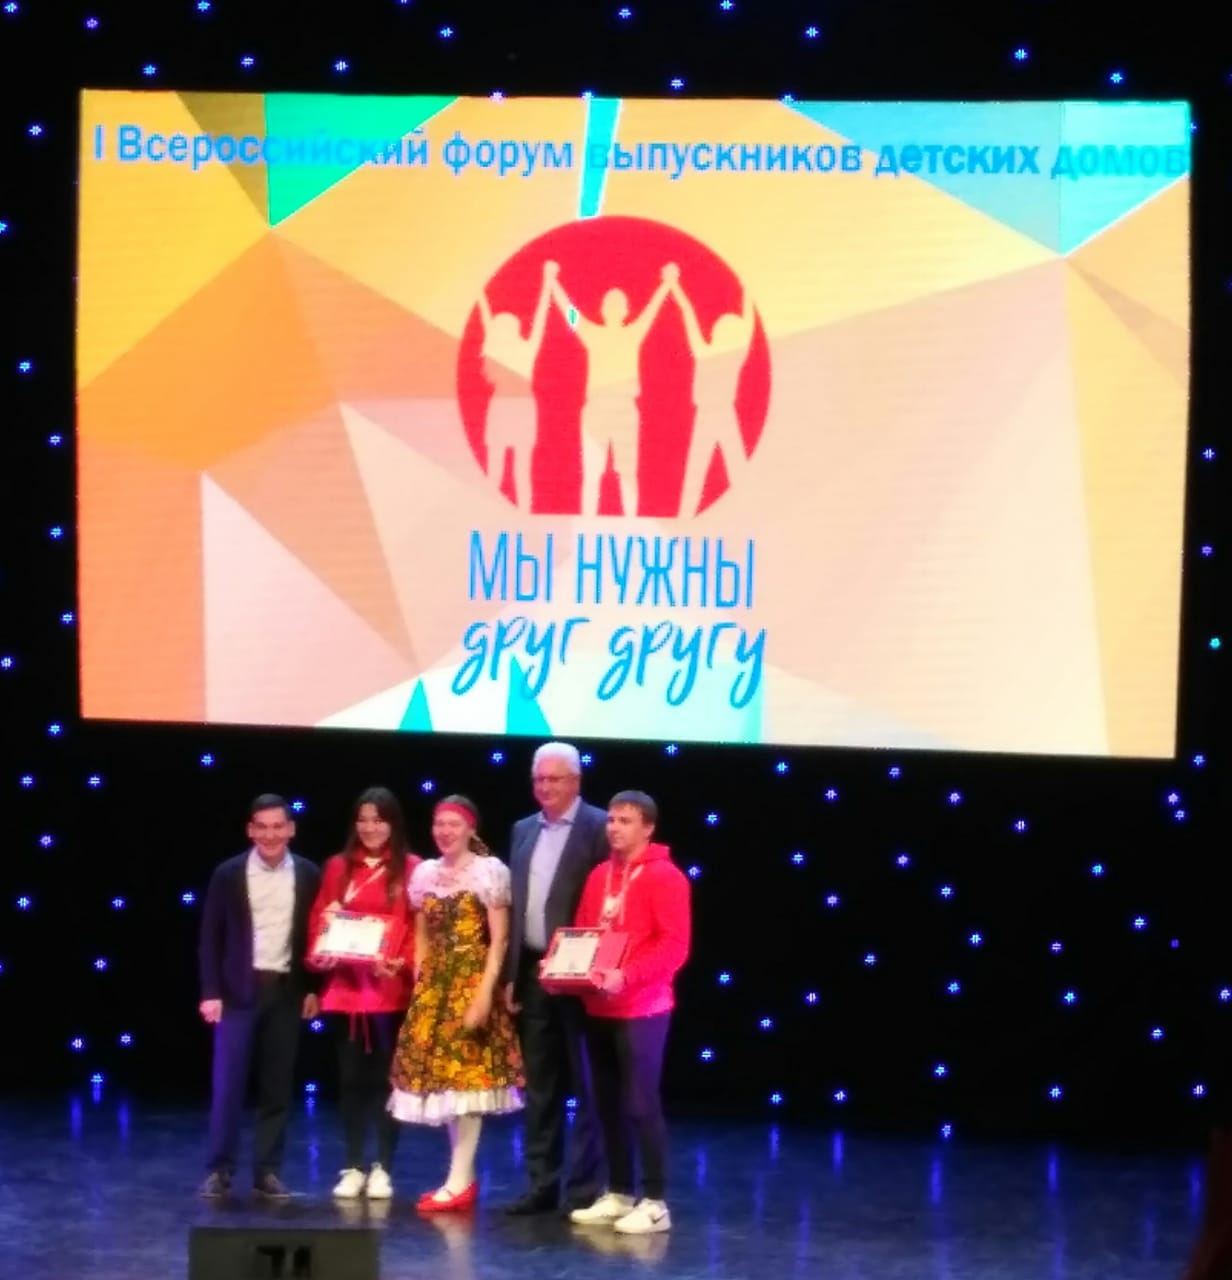 I Всероссийский форум выпускников детских домов
МЫ НУЖНЫ
друг другу